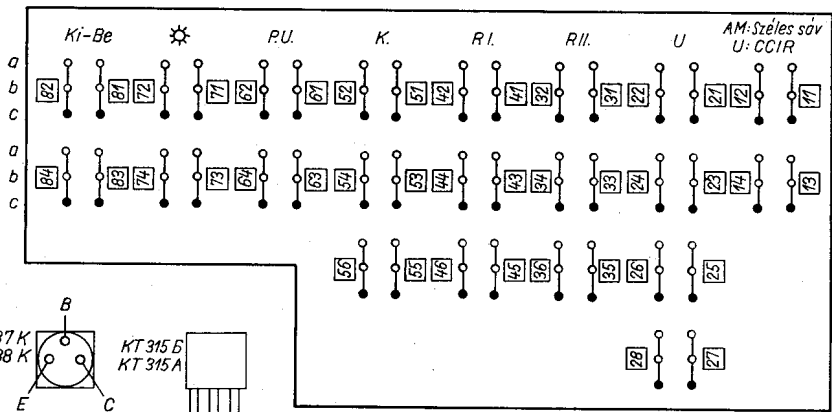 Ki-Be P.U. K. R I. R II. U AM: Széles sáv
U: CCIR
a
b 82 81 72 71 62 61 52 51 42 41 32 31 22 21 12 11
c
a
b 84 83 74 73 64 63 54 53 44 43 34 33 24 23 14 13
c
56 55 46 45 36 35 26 25
28 27
B
37 K
38 K
E C
KT 315 Б
KT 315 A